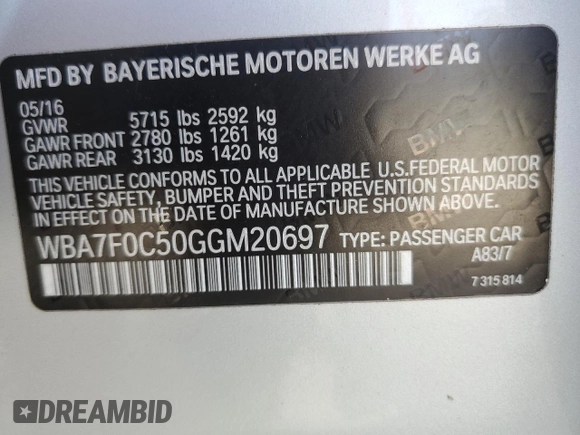 MFD BY BAYERISCHE MOTOREN WERKE AG
05/16
GVWR 5715 lbs 2592 kg
GAWR FRONT 2780 lbs 1261 kg
GAWR REAR 3130 lbs 1420 kg
THIS VEHICLE CONFORMS TO ALL APPLICABLE U.S.FEDERAL MOTOR
VEHICLE SAFETY, BUMPER AND THEFT PREVENTION STANDARDS
IN EFFECT ON THE DATE OF MANUFACTURE SHOWN ABOVE.
WBA7F0C50GGM20697 TYPE: PASSENGER CAR
A83/7
7 315 814
DREAMBID